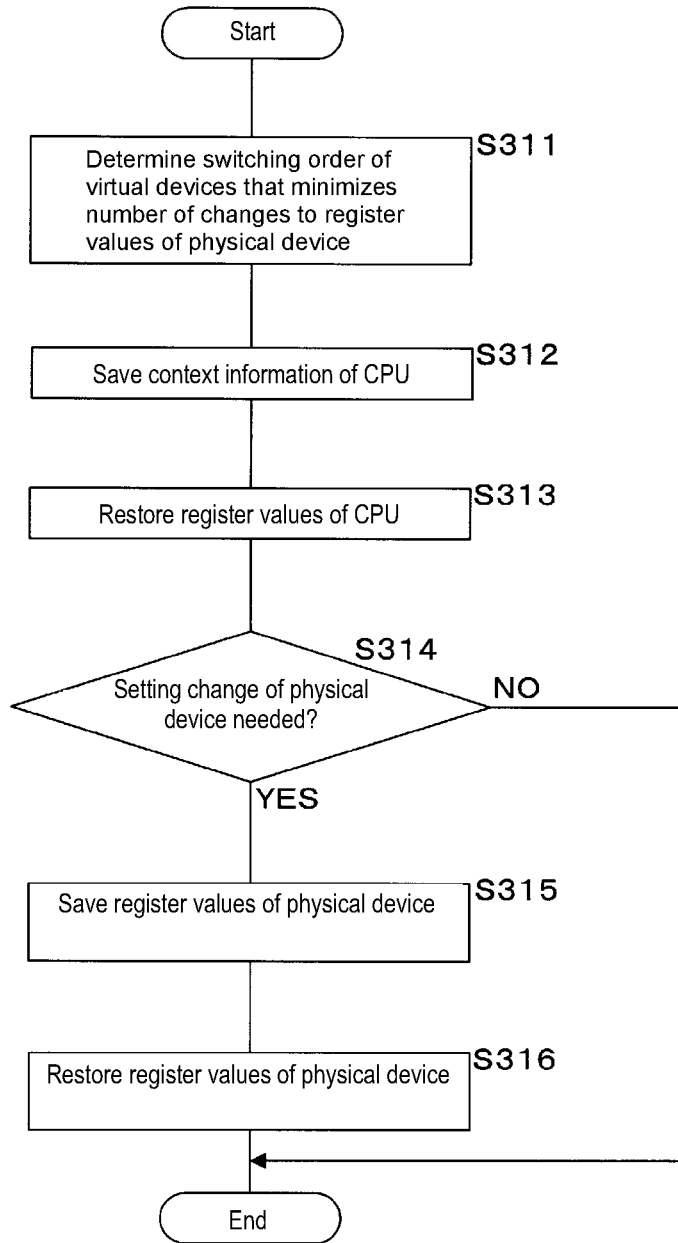 Start
S311
Determine switching order of
virtual devices that minimizes
number of changes to register
values of physical device
S312
Save context information of CPU
S313
Restore register values of CPU
S314
Setting change of physical
device needed?
NO
YES
S315
Save register values of physical device
S316
Restore register values of physical device
End